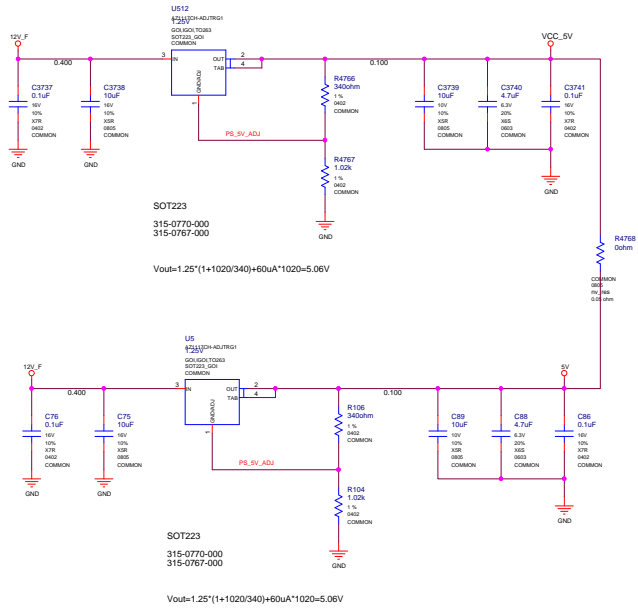 U512
AZ1117CH-ADJTRG1
1.25V
GOI,GOI,TO263
SOT223_GOI
COMMON
12V_F
3
IN
OUT
2
TAB
4
GND/ADJ
1
VCC_5V
0.400
0.100
C3737
0.1uF
16V
10%
X7R
0402
COMMON
C3738
10uF
16V
10%
X5R
0805
COMMON
R4766
340ohm
1 %
0402
COMMON
C3739
10uF
10V
10%
X5R
0805
COMMON
C3740
4.7uF
6.3V
20%
X6S
0603
COMMON
C3741
0.1uF
16V
10%
X7R
0402
COMMON
GND
GND
PS_5V_ADJ
GND
R4767
1.02k
1 %
0402
COMMON
GND
SOT223
315-0770-000
315-0767-000
R4768
0ohm
COMMON
0805
0.05 ohm
Vout=1.25*(1+1020/340)+60uA*1020=5.06V
U5
AZ1117CH-ADJTRG1
1.25V
GOI,GOI,TO263
SOT223_GOI
COMMON
12V_F
3
IN
OUT
2
TAB
4
GND/ADJ
1
5V
0.400
0.100
C76
0.1uF
16V
10%
X7R
0402
COMMON
C75
10uF
16V
10%
X5R
0805
COMMON
R106
340ohm
1 %
0402
COMMON
C89
10uF
10V
10%
X5R
0805
COMMON
C88
4.7uF
6.3V
20%
X6S
0603
COMMON
C86
0.1uF
16V
10%
X7R
0402
COMMON
GND
GND
PS_5V_ADJ
GND
R104
1.02k
1 %
0402
COMMON
GND
SOT223
315-0770-000
315-0767-000
Vout=1.25*(1+1020/340)+60uA*1020=5.06V